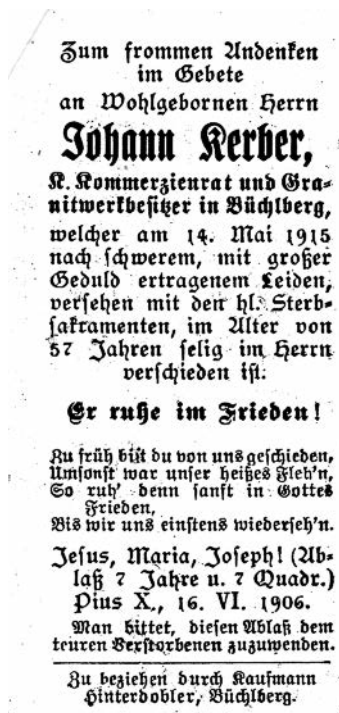 Zum frommen Andenken
im Gebete
an Wohlgebornen Herrn
Johann Kerber,
K. Kommerzienrat und Gra-
nitwerkbesitzer in Büchlberg,
welcher am 14. Mai 1915
nach schwerem, mit großer
Geduld ertragenem Leiden,
versehen mit den hl. Sterb-
sakramenten, im Alter von
57 Jahren selig im Herrn
verschieden ist.
Er ruhe im Frieden!
Zu früh bist du von uns geschieden,
Umsonst war unser heißes Fleh'n,
So ruh' denn sanft in Gottes
Frieden,
Bis wir uns einstens wiederseh'n.
Jesus, Maria, Joseph! (Ab-
laß 7 Jahre u. 7 Quadr.)
Pius X., 16. VI. 1906.
Man bittet, diesen Ablaß dem
teuren Verstorbenen zuzuwenden.
Zu beziehen durch Kaufmann
Hinterdobler, Büchlberg.